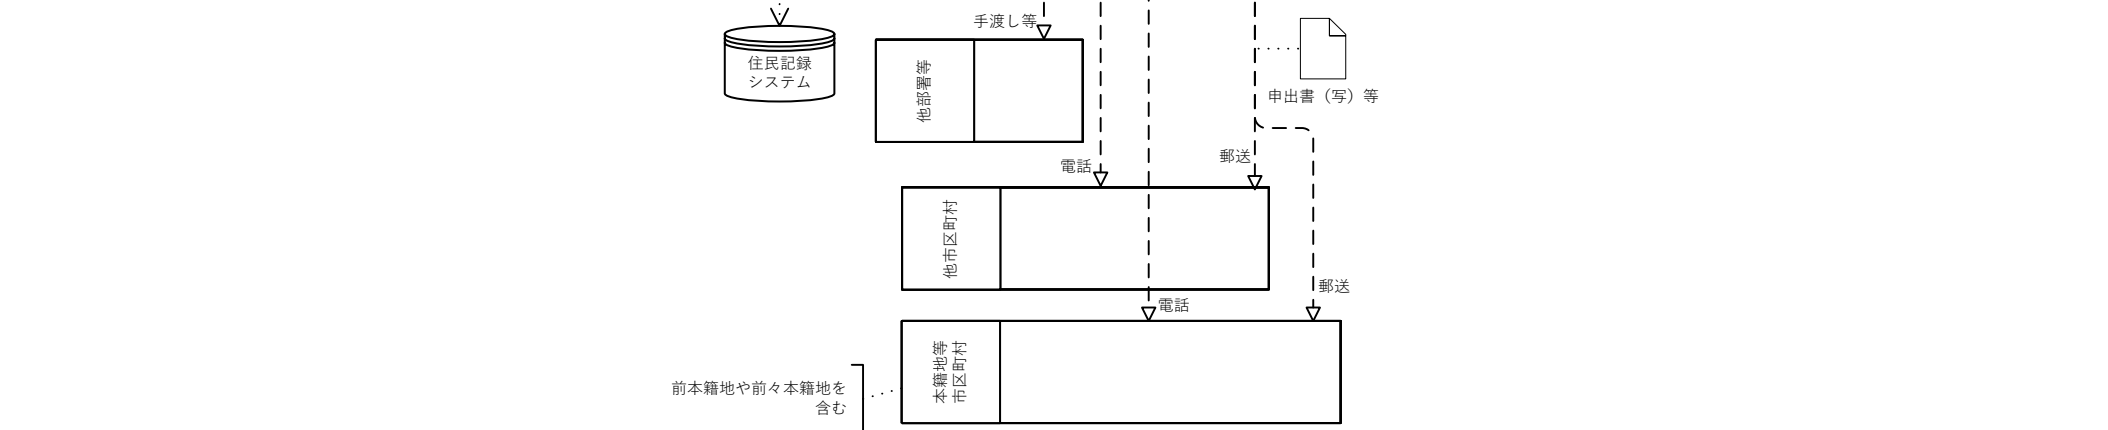 手渡し等
住民記録
システム
他部署等
申出書（写）等
電話
郵送
他市区町村
郵送
電話
本籍地等
市区町村
前本籍地や前々本籍地を
含む